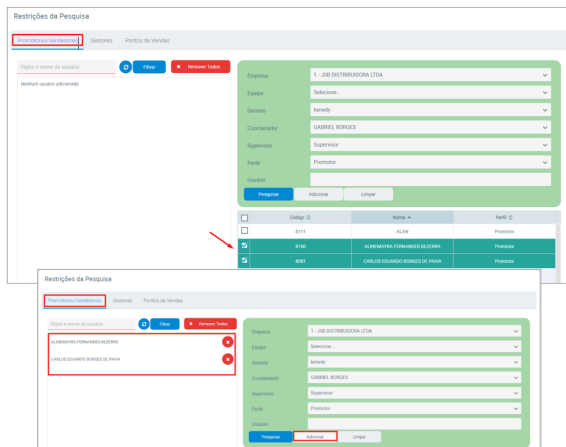 Restrições da Pesquisa
Promotores/Vendedores Gestores Pontos de Vendas
Digite o nome do usuário... Filtrar Remover Todos
Nenhum usuário adicionado
Empresa 1 - JSB DISTRIBUIDORA LTDA
Equipe Selecione...
Gerente keredy
Coordenador GABRIEL BORGES
Supervisor Supervisor
Perfil Promotor
Usuário
Pesquisar Adicionar Limpar
Código Nome Perfil
8111 ALAN Promotor
8180 ALINEMAYRA FERNANDES BEZERRA Promotor
8081 CARLOS EDUARDO BORGES DE PAIVA Promotor
Restrições da Pesquisa
Promotores/Vendedores Gestores Pontos de Vendas
Digite o nome do usuário... Filtrar Remover Todos
ALINEMAYRA FERNANDES BEZERRA
CARLOS EDUARDO BORGES DE PAIVA
Empresa 1 - JSB DISTRIBUIDORA LTDA
Equipe Selecione...
Gerente keredy
Coordenador GABRIEL BORGES
Supervisor Supervisor
Perfil Promotor
Usuário
Pesquisar Adicionar Limpar